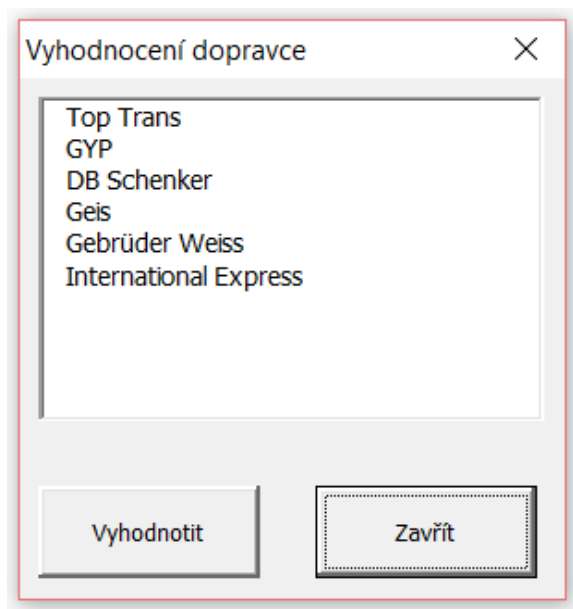 Vyhodnocení dopravce
Top Trans
GYP
DB Schenker
Geis
Gebrüder Weiss
International Express
Vyhodnotit
Zavřít